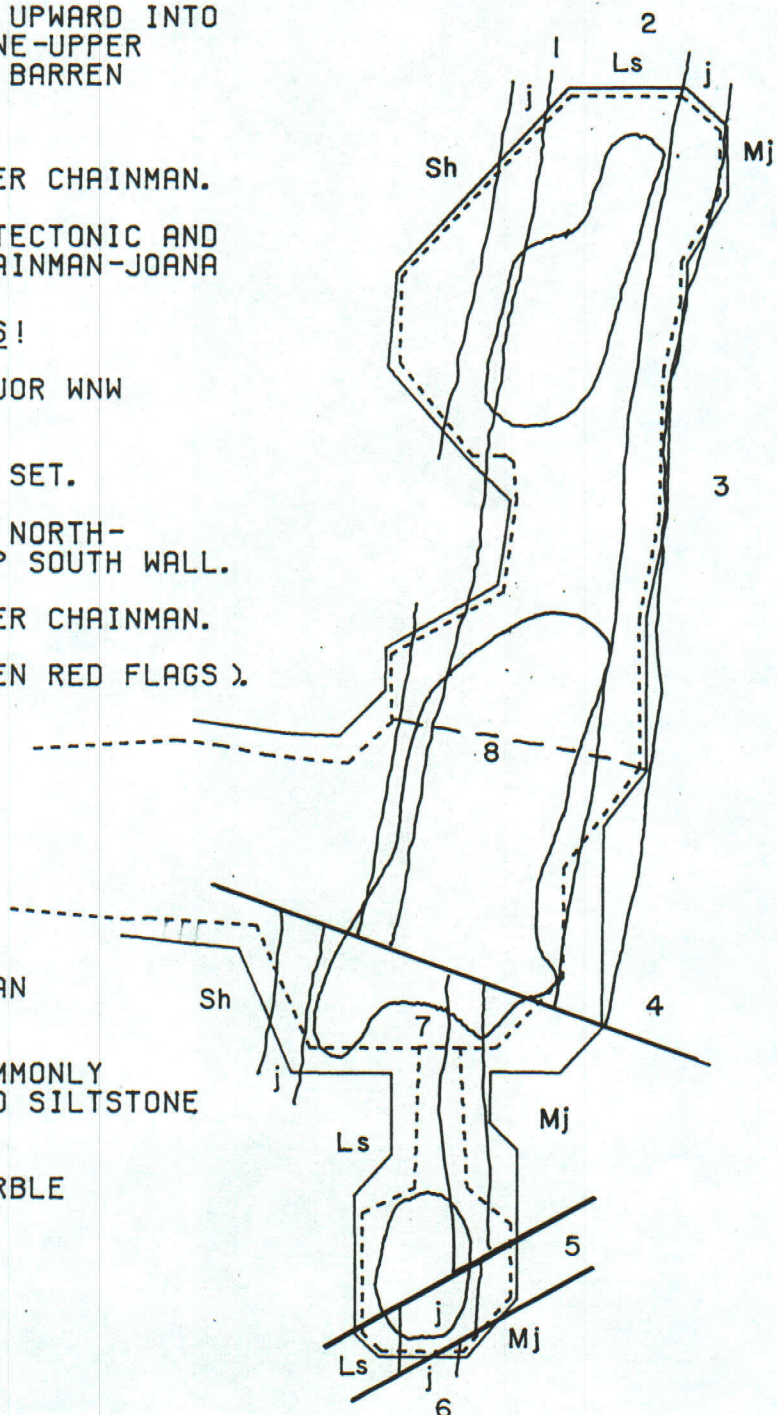 UPWARD INTO
NE-UPPER
BARREN
ER CHAINMAN.
TECTONIC AND
AINMAN-JOANA
S!
JOR WNW
SET.
NORTH-
P SOUTH WALL.
ER CHAINMAN.
EN RED FLAGS).
AN
MMONLY
D SILTSTONE
RBLE
2
1
Ls
j
j
Sh
Mj
3
8
Sh
4
7
j
Ls
Mj
5
j
Ls
Mj
j
6